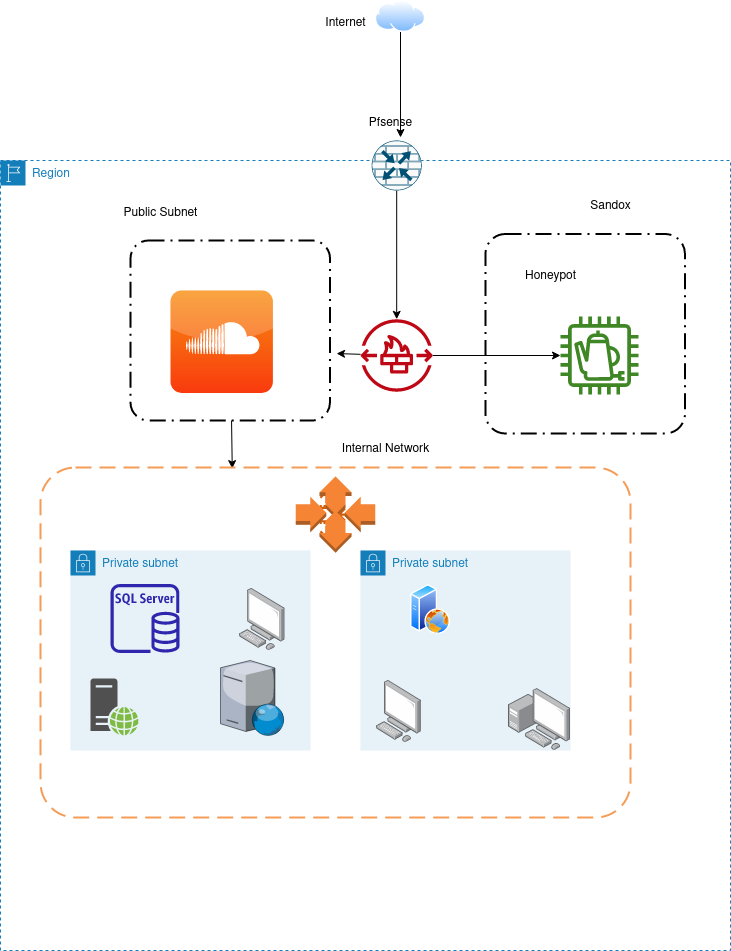 Internet
Pfsense
Region
Public Subnet
Sandox
Honeypot
Internal Network
Private subnet
Private subnet
SQL Server